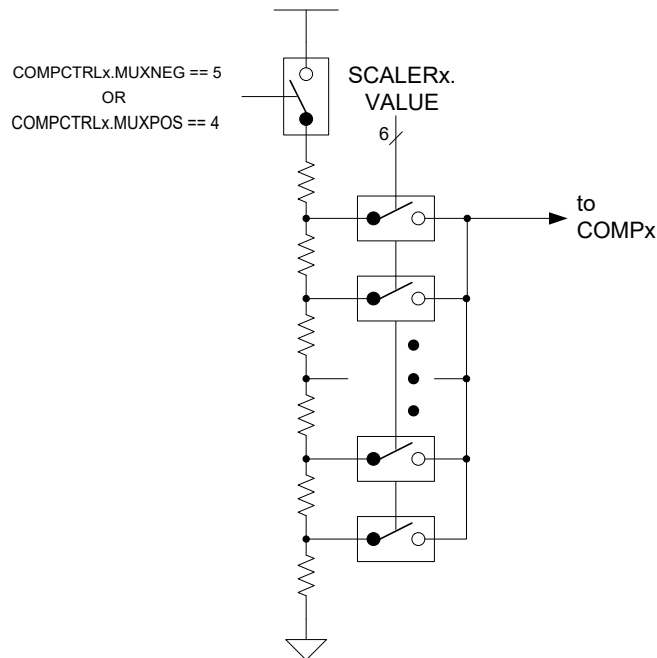 COMPCTRLx.MUXNEG == 5
OR
COMPCTRLx.MUXPOS == 4
SCALERx.
VALUE
6
to
COMPx